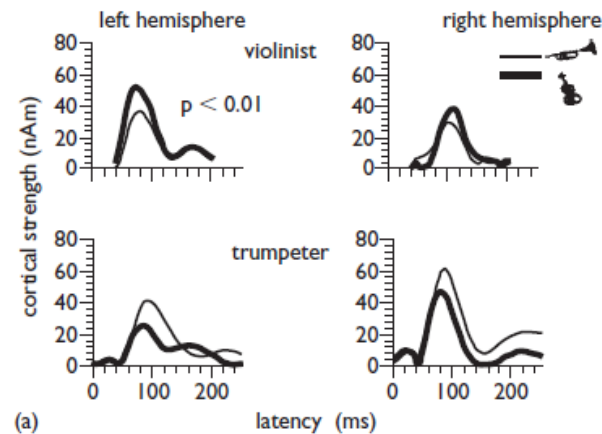 left hemisphere
right hemisphere
violinist
80
60
40
20
0
p < 0.01
80
60
40
20
0
cortical strength (nAm)
trumpeter
80
60
40
20
0
0 100 200
80
60
40
20
0
0 100 200
(a)
latency (ms)